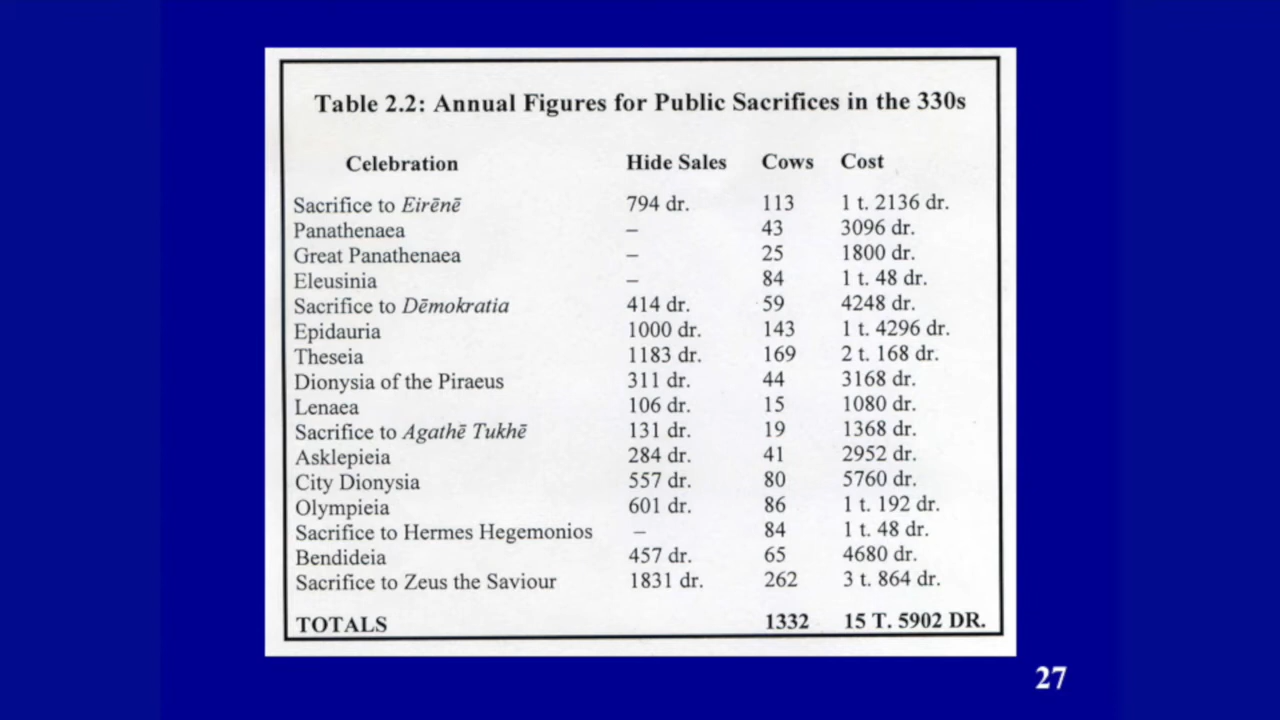 Table 2.2: Annual Figures for Public Sacrifices in the 330s
Celebration Hide Sales Cows Cost
Sacrifice to Eirēnē 794 dr. 113 1 t. 2136 dr.
Panathenaea – 43 3096 dr.
Great Panathenaea – 25 1800 dr.
Eleusinia – 84 1 t. 48 dr.
Sacrifice to Dēmokratia 414 dr. 59 4248 dr.
Epidauria 1000 dr. 143 1 t. 4296 dr.
Theseia 1183 dr. 169 2 t. 168 dr.
Dionysia of the Piraeus 311 dr. 44 3168 dr.
Lenaea 106 dr. 15 1080 dr.
Sacrifice to Agathē Tukhē 131 dr. 19 1368 dr.
Asklepieia 284 dr. 41 2952 dr.
City Dionysia 557 dr. 80 5760 dr.
Olympieia 601 dr. 86 1 t. 192 dr.
Sacrifice to Hermes Hegemonios – 84 1 t. 48 dr.
Bendideia 457 dr. 65 4680 dr.
Sacrifice to Zeus the Saviour 1831 dr. 262 3 t. 864 dr.
TOTALS 1332 15 T. 5902 DR.
27